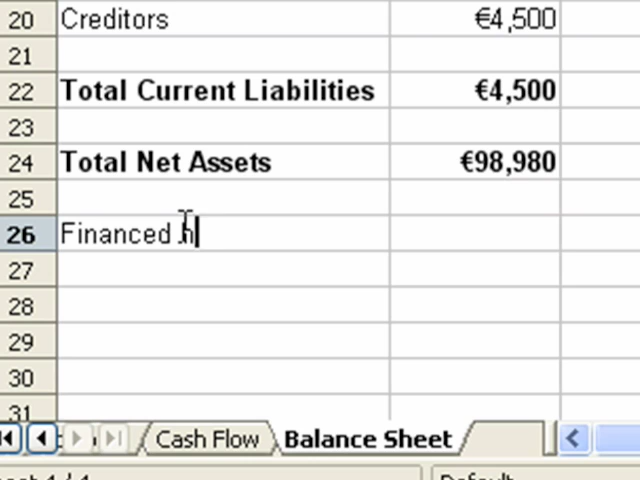 20 Creditors €4,500
21
22 Total Current Liabilities €4,500
23
24 Total Net Assets €98,980
25
26 Financed h
27
28
29
30
31
Cash Flow Balance Sheet
Default